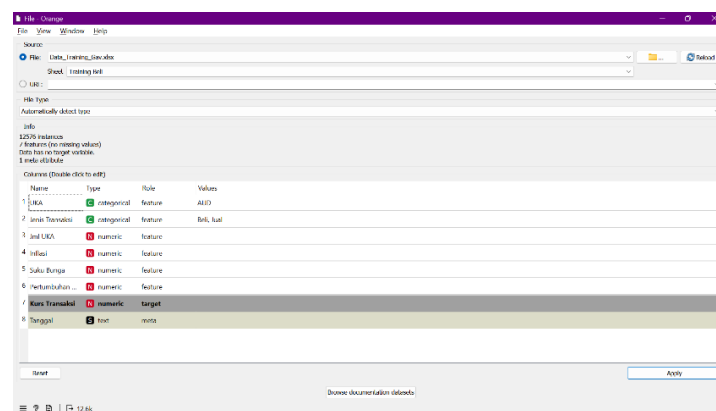 File - Orange
File View Window Help
Source
File: Data_Training_Gav.xlsx ... Reload
Sheet Training Beli
URL:
File Type
Automatically detect type
Info
12576 instances
7 features (no missing values)
Data has no target variable.
1 meta attribute
Columns (Double click to edit)
Name Type Role Values
1 UKA C categorical feature AUD
2 Jenis Transaksi C categorical feature Beli, Jual
3 Jml UKA N numeric feature
4 Inflasi N numeric feature
5 Suku Bunga N numeric feature
6 Pertumbuhan ... N numeric feature
7 Kurs Transaksi N numeric target
8 Tanggal S text meta
Reset Apply
Browse documentation datasets
12.6k